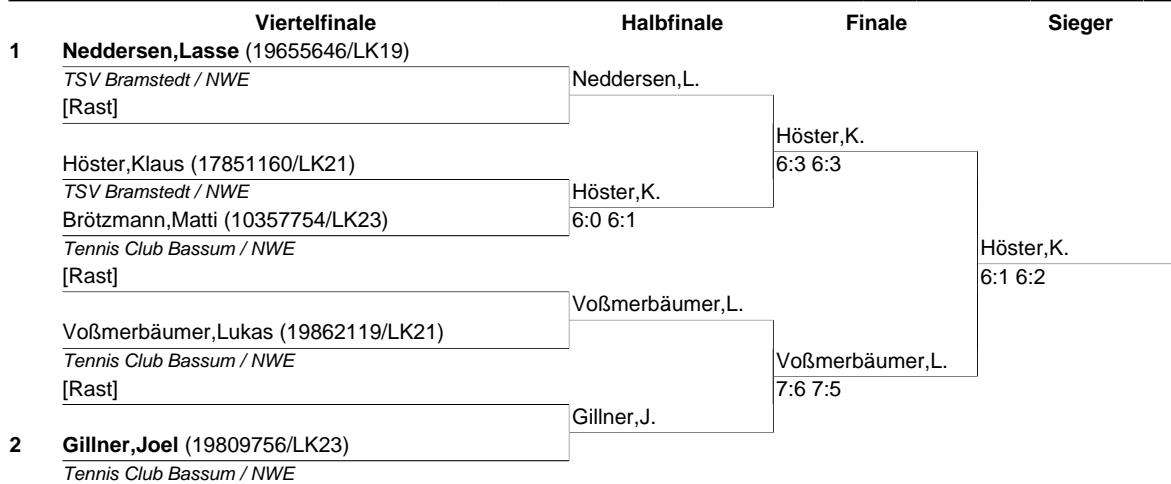 Viertelfinale Halbfinale Finale Sieger
1 Neddersen,Lasse (19655646/LK19)
TSV Bramstedt / NWE Neddersen,L.
[Rast]
Höster,K.
Höster,Klaus (17851160/LK21) 6:3 6:3
TSV Bramstedt / NWE Höster,K.
Brötzmann,Matti (10357754/LK23) 6:0 6:1
Tennis Club Bassum / NWE Höster,K.
[Rast] 6:1 6:2
Voßmerbäumer,L.
Voßmerbäumer,Lukas (19862119/LK21)
Tennis Club Bassum / NWE Voßmerbäumer,L.
[Rast] 7:6 7:5
Gillner,J.
2 Gillner,Joel (19809756/LK23)
Tennis Club Bassum / NWE